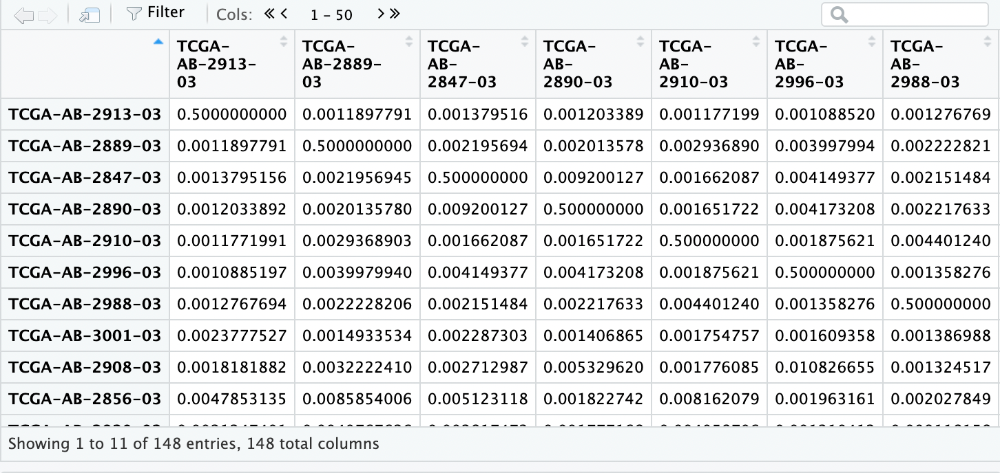 Filter Cols: 1 – 50
TCGA-AB-2913-03 TCGA-AB-2889-03 TCGA-AB-2847-03 TCGA-AB-2890-03 TCGA-AB-2910-03 TCGA-AB-2996-03 TCGA-AB-2988-03
TCGA-AB-2913-03 0.5000000000 0.0011897791 0.001379516 0.001203389 0.001177199 0.001088520 0.001276769
TCGA-AB-2889-03 0.0011897791 0.5000000000 0.002195694 0.002013578 0.002936890 0.003997994 0.002222821
TCGA-AB-2847-03 0.0013795156 0.0021956945 0.500000000 0.009200127 0.001662087 0.004149377 0.002151484
TCGA-AB-2890-03 0.0012033892 0.0020135780 0.009200127 0.500000000 0.001651722 0.004173208 0.002217633
TCGA-AB-2910-03 0.0011771991 0.0029368903 0.001662087 0.001651722 0.500000000 0.001875621 0.004401240
TCGA-AB-2996-03 0.0010885197 0.0039979940 0.004149377 0.004173208 0.001875621 0.500000000 0.001358276
TCGA-AB-2988-03 0.0012767694 0.0022228206 0.002151484 0.002217633 0.004401240 0.001358276 0.500000000
TCGA-AB-3001-03 0.0023777527 0.0014933534 0.002287303 0.001406865 0.001754757 0.001609358 0.001386988
TCGA-AB-2908-03 0.0018181882 0.0032222410 0.002712987 0.005329620 0.001776085 0.010826655 0.001324517
TCGA-AB-2856-03 0.0047853135 0.0085854006 0.005123118 0.001822742 0.008162079 0.001963161 0.002027849
Showing 1 to 11 of 148 entries, 148 total columns